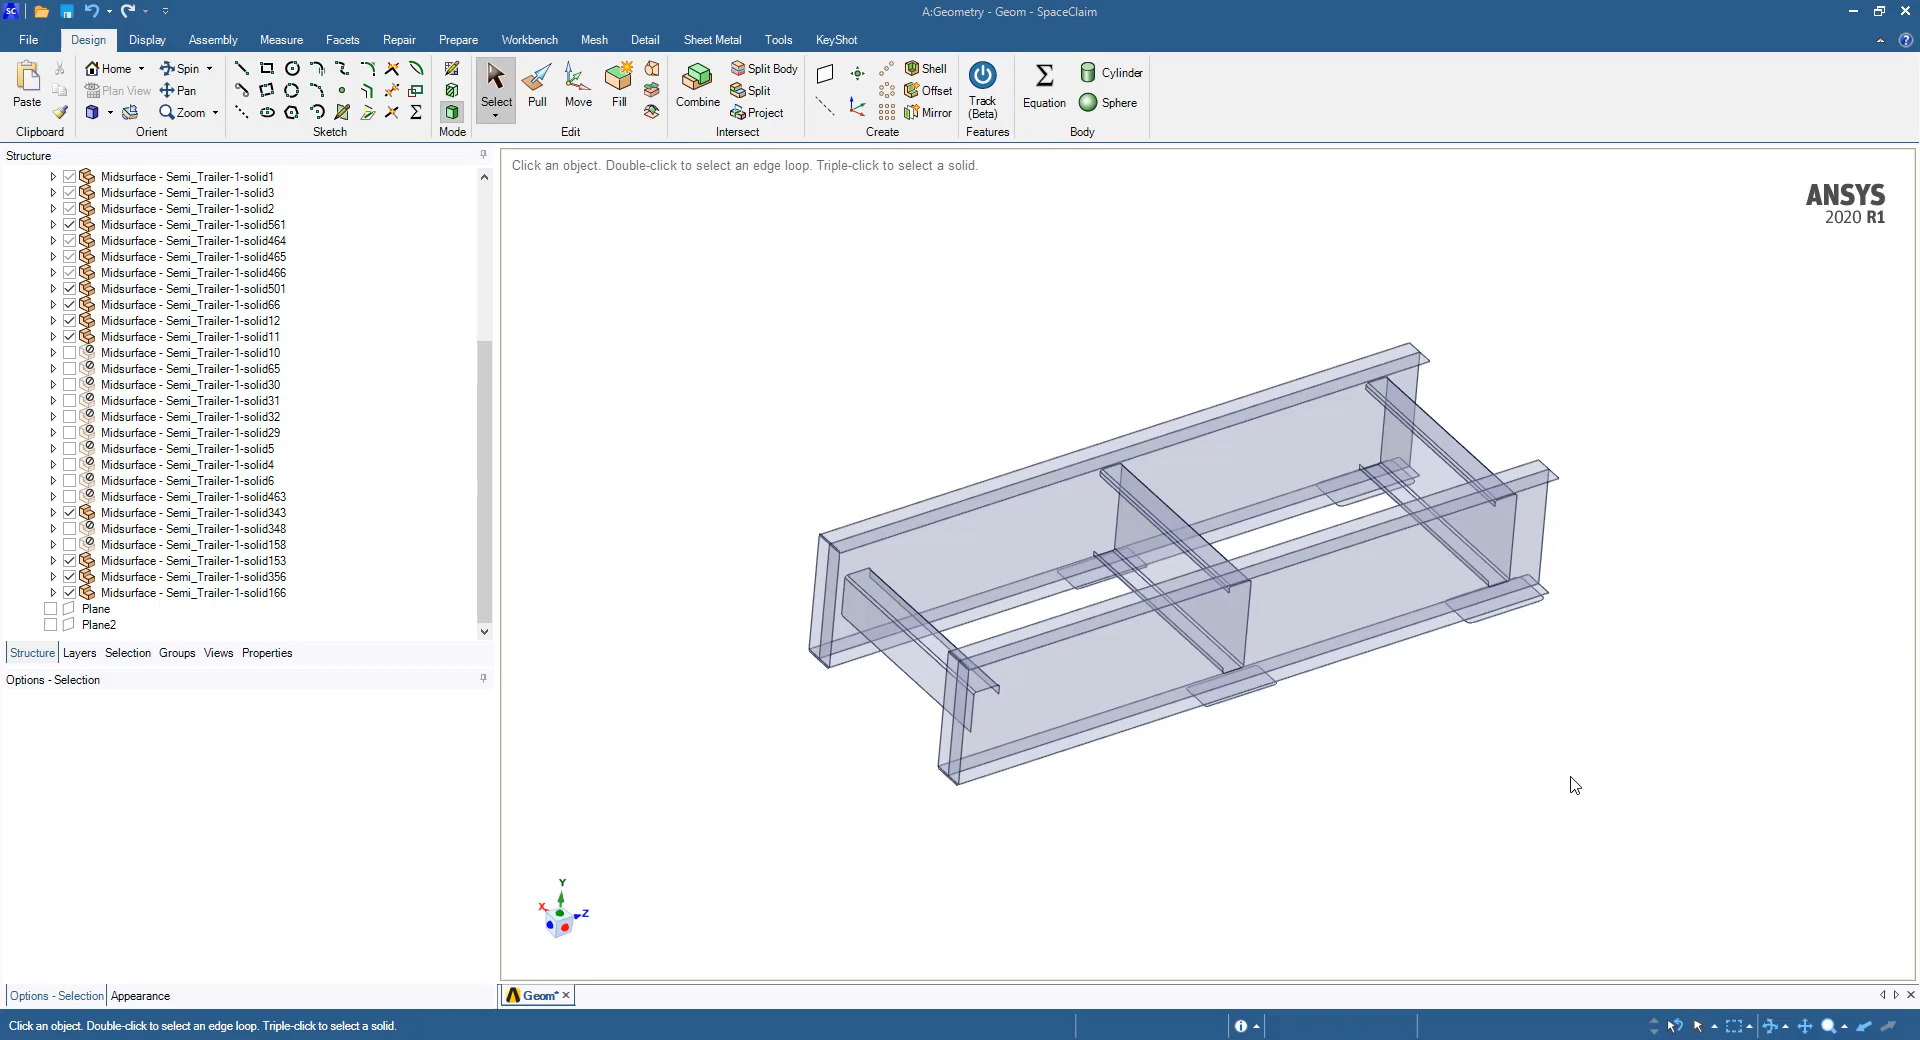 SC
A:Geometry - Geom - SpaceClaim
File Design Display Assembly Measure Facets Repair Prepare Workbench Mesh Detail Sheet Metal Tools KeyShot
Paste
Home
Plan View
Spin
Pan
Zoom
Select
Pull
Move
Fill
Combine
Split Body
Split
Project
Shell
Offset
Mirror
Track
(Beta)
Equation
Cylinder
Sphere
Clipboard Orient Sketch Mode Edit Intersect Create Features Body
Structure
Midsurface - Semi_Trailer-1-solid1
Midsurface - Semi_Trailer-1-solid3
Midsurface - Semi_Trailer-1-solid2
Midsurface - Semi_Trailer-1-solid561
Midsurface - Semi_Trailer-1-solid464
Midsurface - Semi_Trailer-1-solid465
Midsurface - Semi_Trailer-1-solid466
Midsurface - Semi_Trailer-1-solid501
Midsurface - Semi_Trailer-1-solid66
Midsurface - Semi_Trailer-1-solid12
Midsurface - Semi_Trailer-1-solid11
Midsurface - Semi_Trailer-1-solid10
Midsurface - Semi_Trailer-1-solid65
Midsurface - Semi_Trailer-1-solid30
Midsurface - Semi_Trailer-1-solid31
Midsurface - Semi_Trailer-1-solid32
Midsurface - Semi_Trailer-1-solid29
Midsurface - Semi_Trailer-1-solid5
Midsurface - Semi_Trailer-1-solid4
Midsurface - Semi_Trailer-1-solid6
Midsurface - Semi_Trailer-1-solid463
Midsurface - Semi_Trailer-1-solid343
Midsurface - Semi_Trailer-1-solid348
Midsurface - Semi_Trailer-1-solid158
Midsurface - Semi_Trailer-1-solid153
Midsurface - Semi_Trailer-1-solid356
Midsurface - Semi_Trailer-1-solid166
Plane
Plane2
Structure Layers Selection Groups Views Properties
Options - Selection
Click an object. Double-click to select an edge loop. Triple-click to select a solid.
ANSYS
2020 R1
Y
X
Z
Options - Selection Appearance
Geom*
Click an object. Double-click to select an edge loop. Triple-click to select a solid.